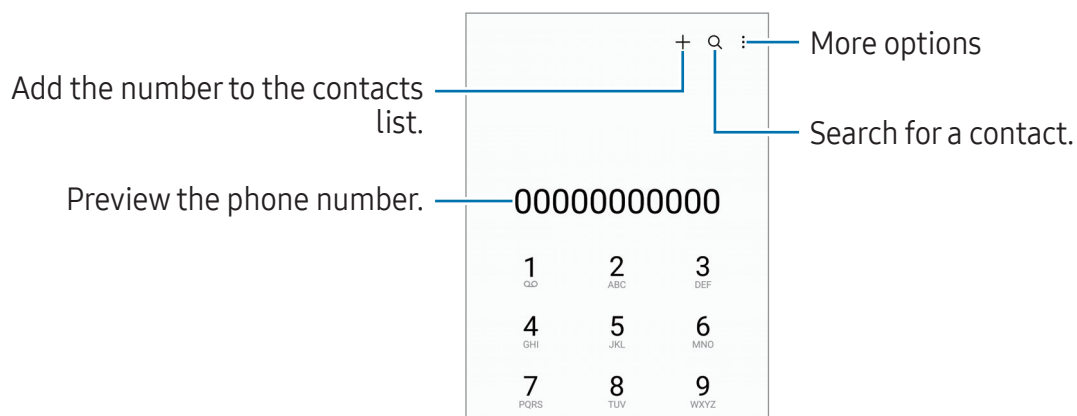 More options
Add the number to the contacts
list.
Search for a contact.
Preview the phone number.
00000000000
1 2 3
ABC DEF
4 5 6
GHI JKL MNO
7 8 9
PQRS TUV WXYZ